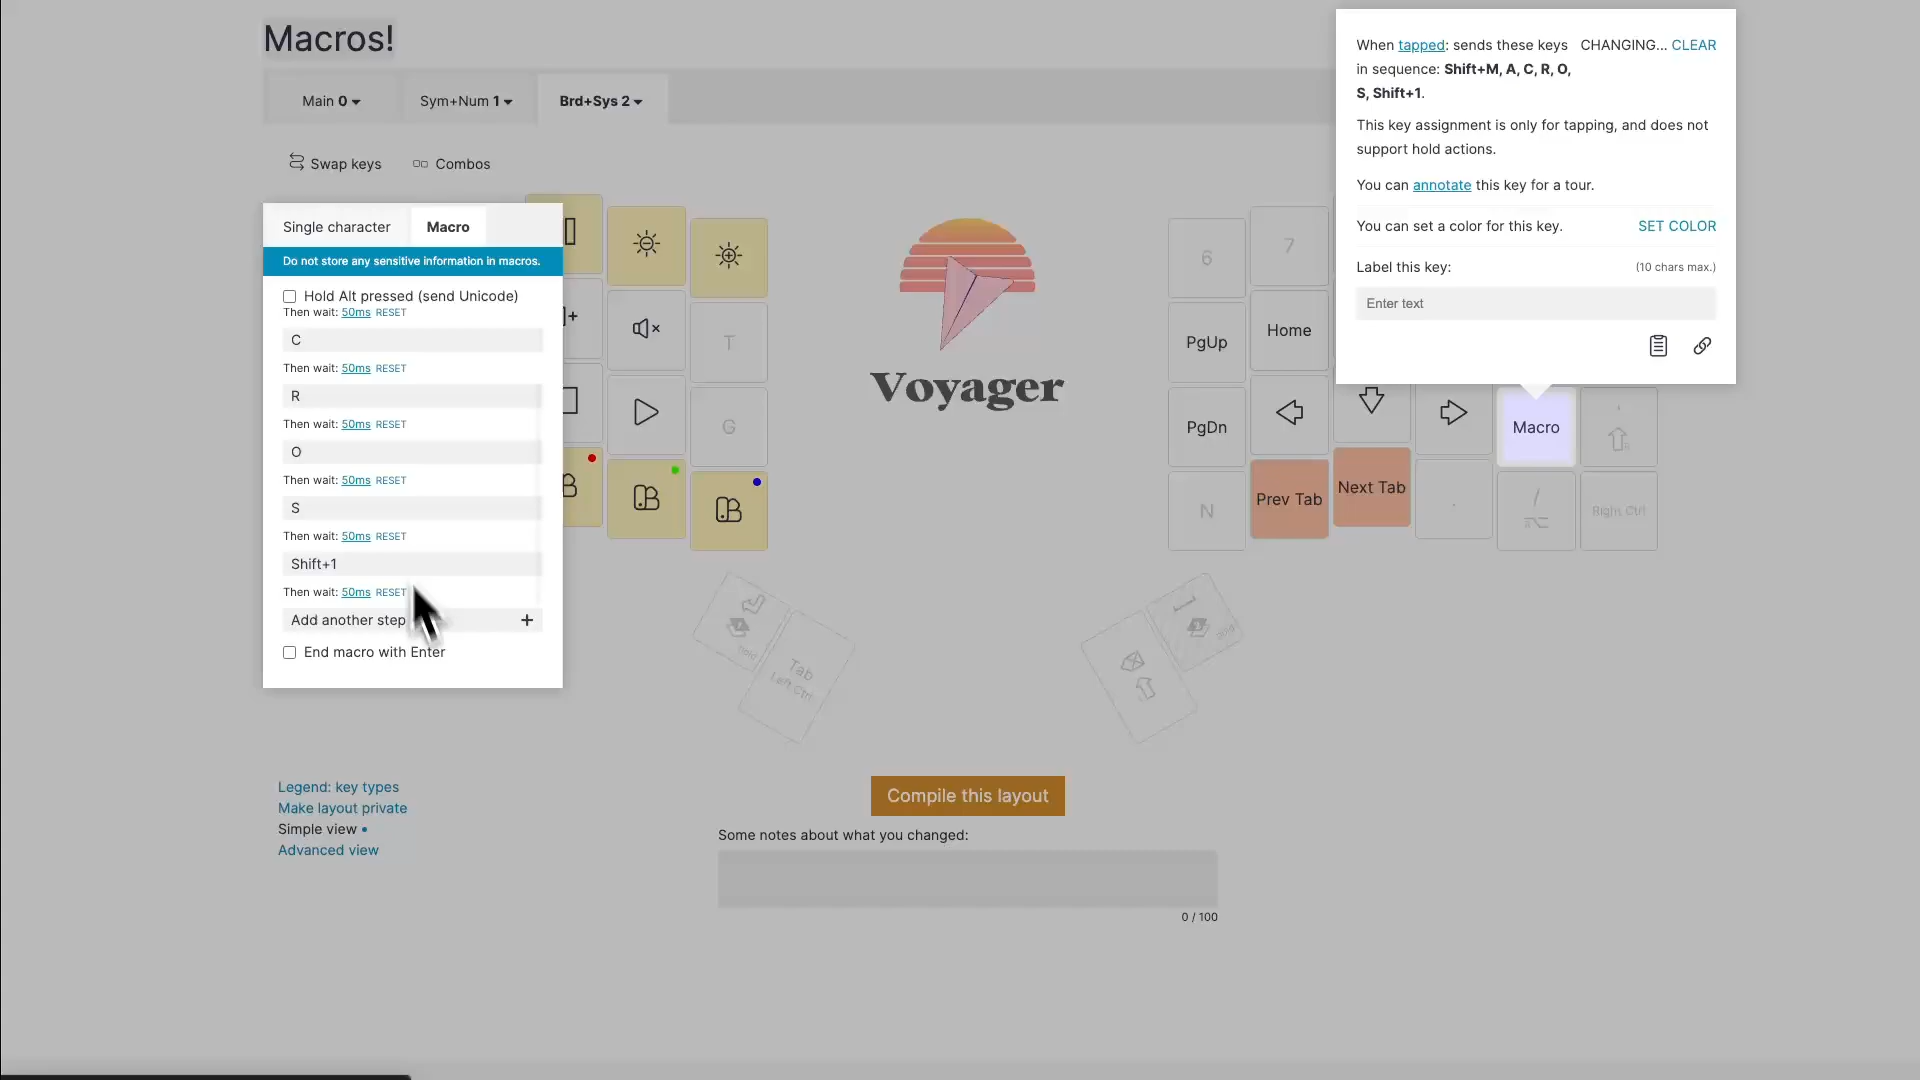 Macros!
Main 0
Sym+Num 1
Brd+Sys 2
Swap keys
Combos
Single character
Macro
Do not store any sensitive information in macros.
Hold Alt pressed (send Unicode)
Then wait: 50ms RESET
C
Then wait: 50ms RESET
R
Then wait: 50ms RESET
O
Then wait: 50ms RESET
S
Then wait: 50ms RESET
Shift+1
Then wait: 50ms RESET
Add another step +
End macro with Enter
T
G
Tab
Left Ctrl
hold
Voyager
6
7
PgUp
Home
PgDn
Macro
N
Prev Tab
Next Tab
.
/
Right Ctrl
hold
When tapped: sends these keys
in sequence: Shift+M, A, C, R, O,
S, Shift+1.
CHANGING... CLEAR
This key assignment is only for tapping, and does not
support hold actions.
You can annotate this key for a tour.
You can set a color for this key.
SET COLOR
Label this key:
(10 chars max.)
Enter text
Legend: key types
Make layout private
Simple view
Advanced view
Compile this layout
Some notes about what you changed:
0 / 100